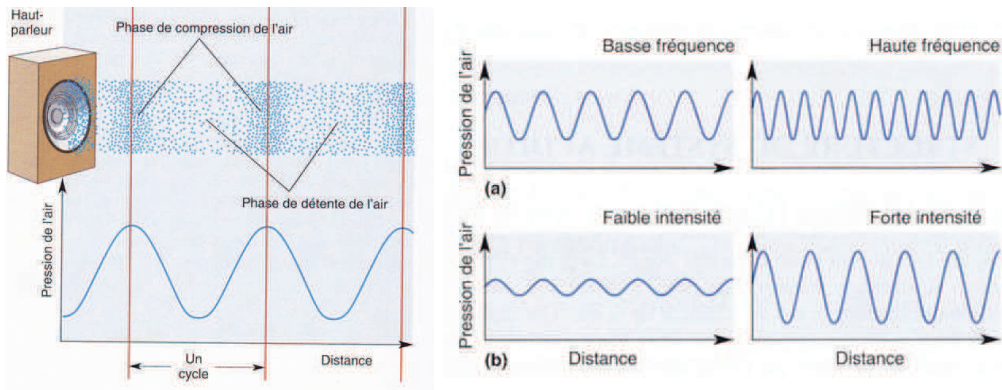 Haut-
parleur
Phase de compression de l'air
Phase de détente de l'air
Pression de l'air
Un
cycle
Distance
Basse fréquence
Haute fréquence
Pression de l'air
(a)
Faible intensité
Forte intensité
Pression de l'air
(b)
Distance
Distance